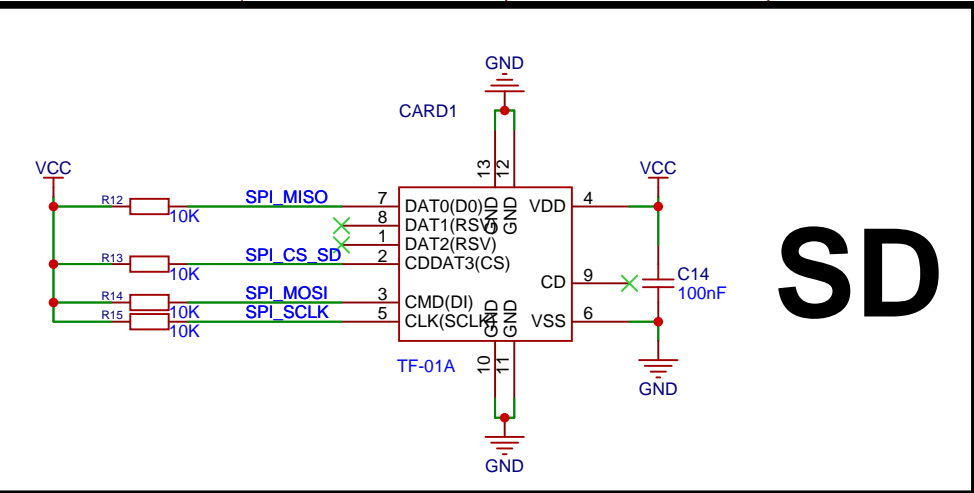 GND
CARD1
13
12
VCC
VCC
R12
10K
SPI_MISO
7
DAT0(D0)
GND
GND
VDD
4
8
DAT1(RSV)
1
DAT2(RSV)
R13
10K
SPI_CS_SD
2
CDDAT3(CS)
CD
9
C14
100nF
SD
R14
10K
SPI_MOSI
3
CMD(DI)
R15
10K
SPI_SCLK
5
CLK(SCLK)
GND
GND
VSS
6
TF-01A
10
11
GND
GND